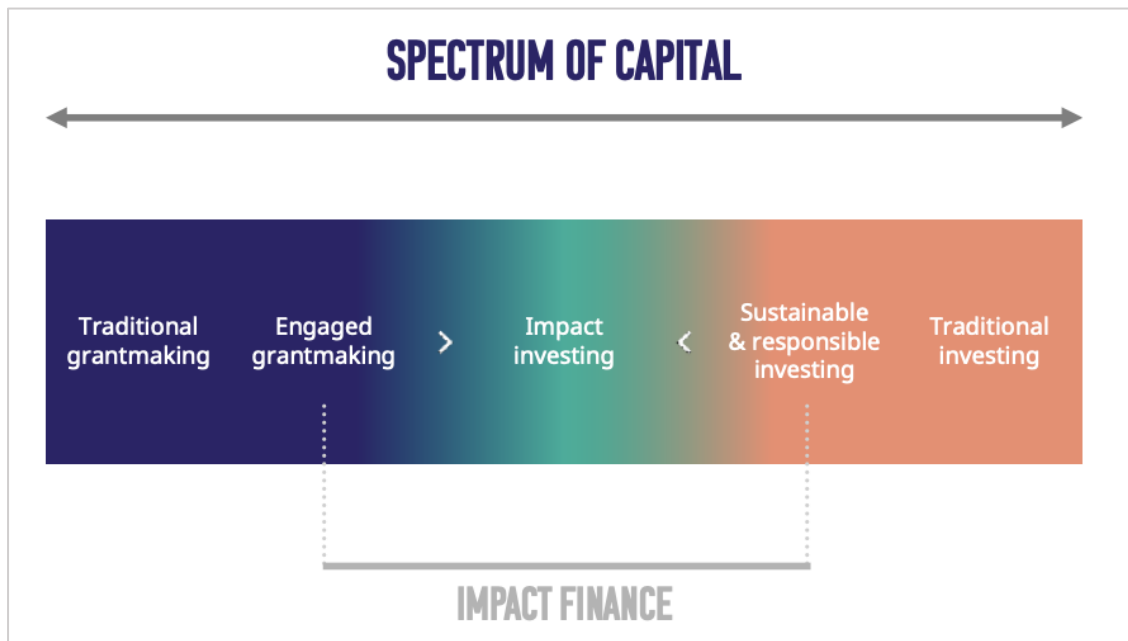 SPECTRUM OF CAPITAL
Traditional
grantmaking
Engaged
grantmaking
>
Impact
investing
<
Sustainable
& responsible
investing
Traditional
investing
IMPACT FINANCE